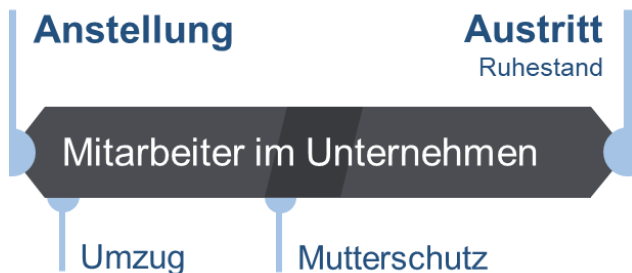 Anstellung
Austritt
Ruhestand
Mitarbeiter im Unternehmen
Umzug
Mutterschutz